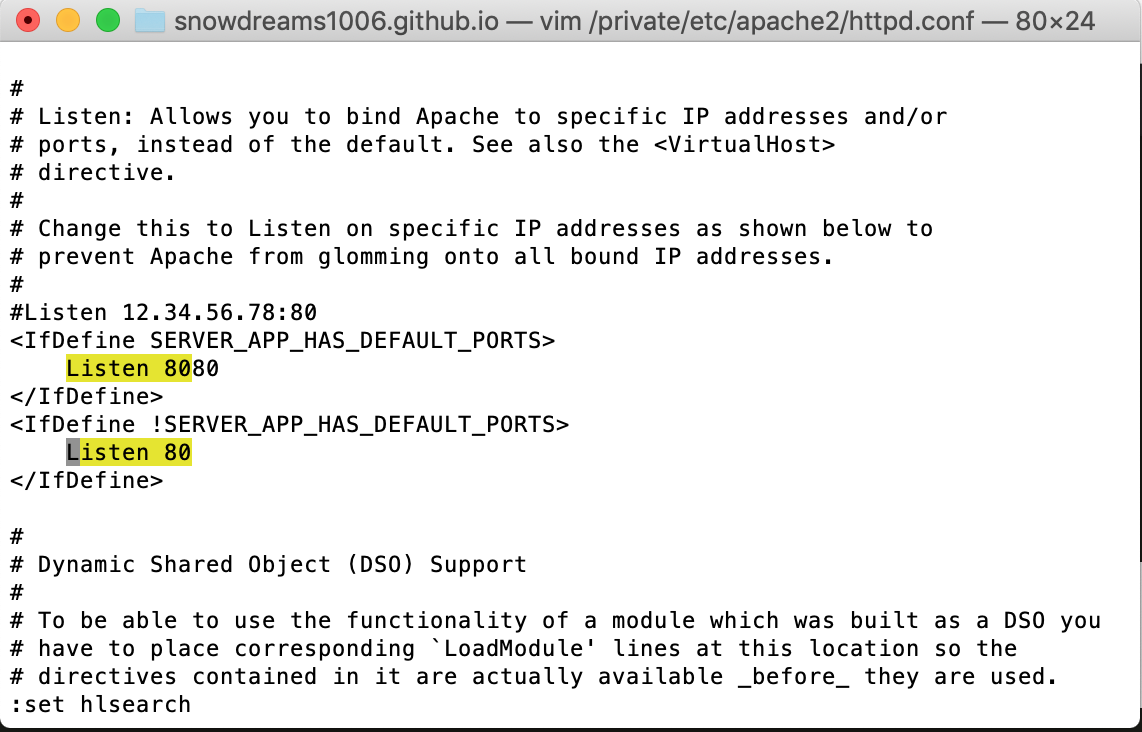 snowdreams1006.github.io — vim /private/etc/apache2/httpd.conf — 80×24
#
# Listen: Allows you to bind Apache to specific IP addresses and/or
# ports, instead of the default. See also the <VirtualHost>
# directive.
#
# Change this to Listen on specific IP addresses as shown below to
# prevent Apache from glomming onto all bound IP addresses.
#
#Listen 12.34.56.78:80
<IfDefine SERVER_APP_HAS_DEFAULT_PORTS>
    Listen 8080
</IfDefine>
<IfDefine !SERVER_APP_HAS_DEFAULT_PORTS>
    Listen 80
</IfDefine>

#
# Dynamic Shared Object (DSO) Support
#
# To be able to use the functionality of a module which was built as a DSO you
# have to place corresponding `LoadModule' lines at this location so the
# directives contained in it are actually available _before_ they are used.
:set hlsearch